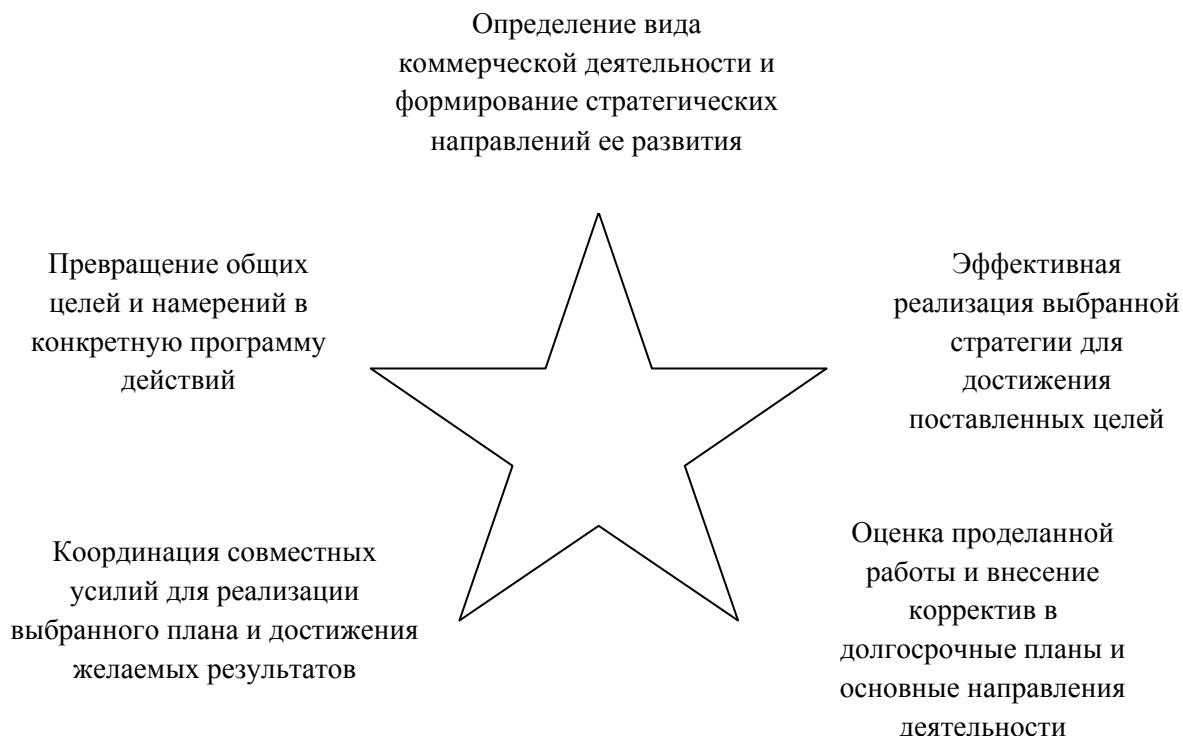 Определение вида
коммерческой деятельности и
формирование стратегических
направлений ее развития
Превращение общих
целей и намерений в
конкретную программу
действий
Эффективная
реализация выбранной
стратегии для
достижения
поставленных целей
Координация совместных
усилий для реализации
выбранного плана и достижения
желаемых результатов
Оценка проделанной
работы и внесение
корректив в
долгосрочные планы и
основные направления
деятельности